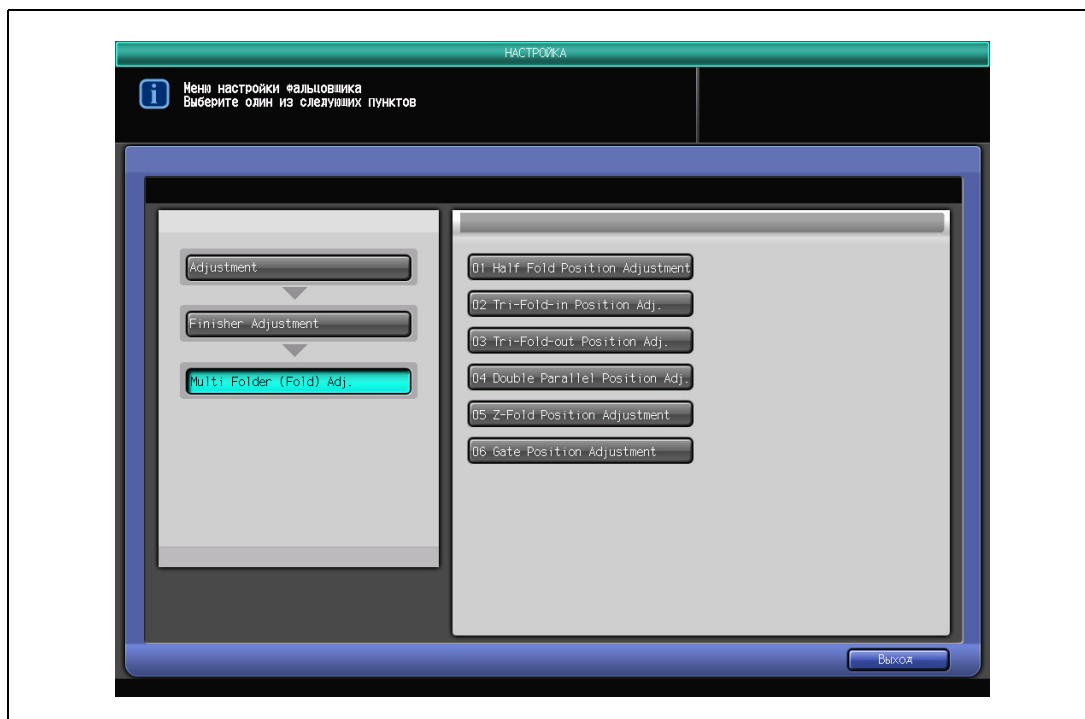 НАСТРОЙКА
Меню настройки фальцовщика
Выберите один из следующих пунктов
Adjustment
Finisher Adjustment
Multi Folder (Fold) Adj.
01 Half Fold Position Adjustment
02 Tri-Fold-in Position Adj.
03 Tri-Fold-out Position Adj.
04 Double Parallel Position Adj.
05 Z-Fold Position Adjustment
06 Gate Position Adjustment
Выход